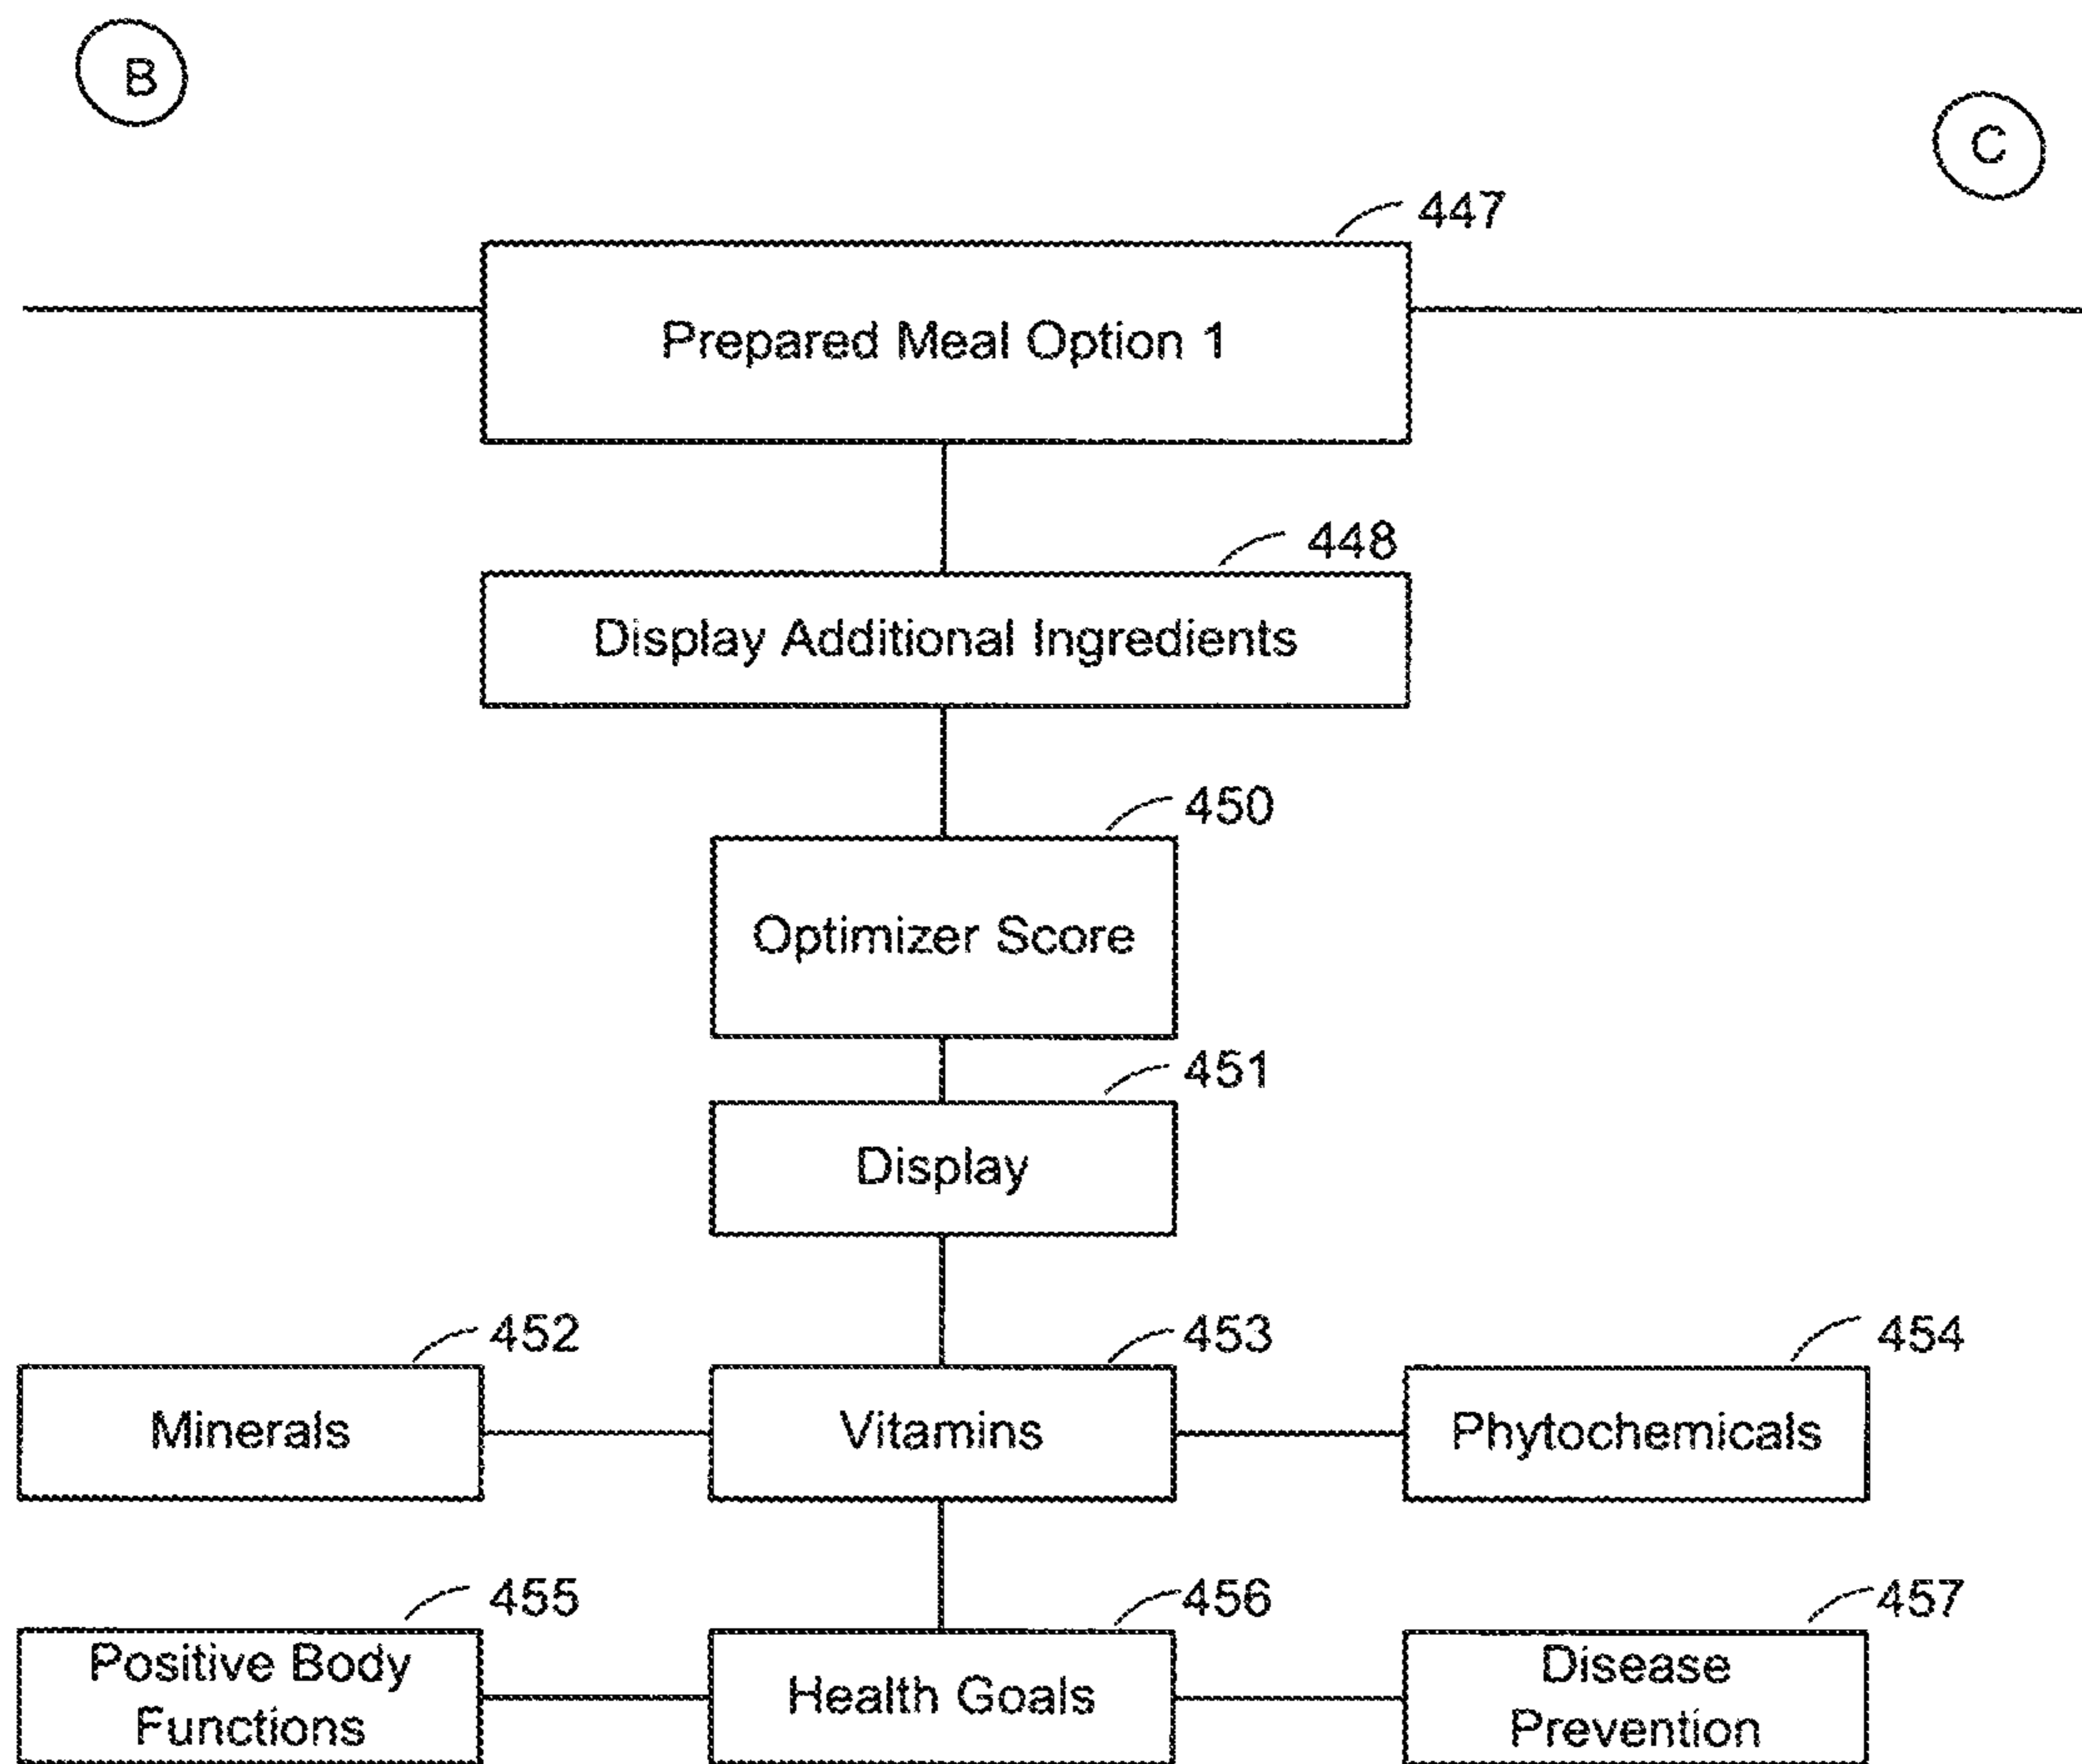 B
C
447
Prepared Meal Option 1
448
Display Additional Ingredients
450
Optimizer Score
451
Display
452
453
454
Minerals
Vitamins
Phytochemicals
455
456
457
Positive Body
Functions
Health Goals
Disease
Prevention